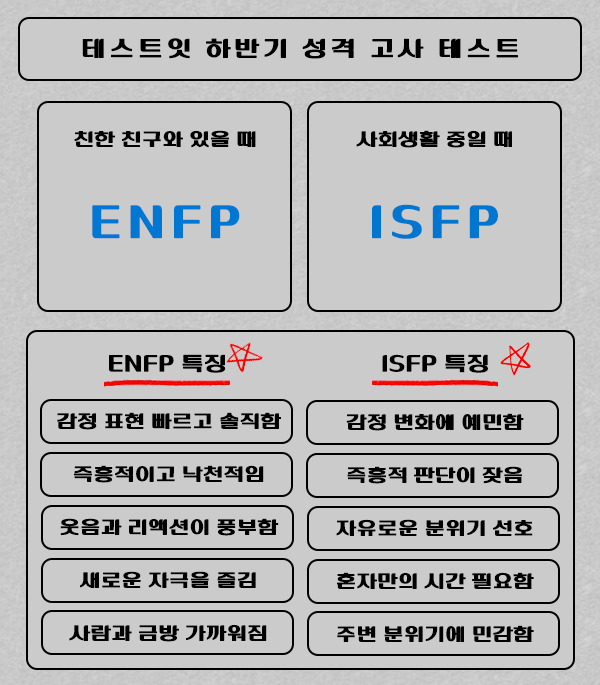 테스트잇 하반기 성격 고사 테스트
친한 친구와 있을 때
ENFP
사회생활 중일 때
ISFP
ENFP 특징
감정 표현 빠르고 솔직함
즉흥적이고 낙천적임
웃음과 리액션이 풍부함
새로운 자극을 즐김
사람과 금방 가까워짐
ISFP 특징
감정 변화에 예민함
즉흥적 판단이 잦음
자유로운 분위기 선호
혼자만의 시간 필요함
주변 분위기에 민감함